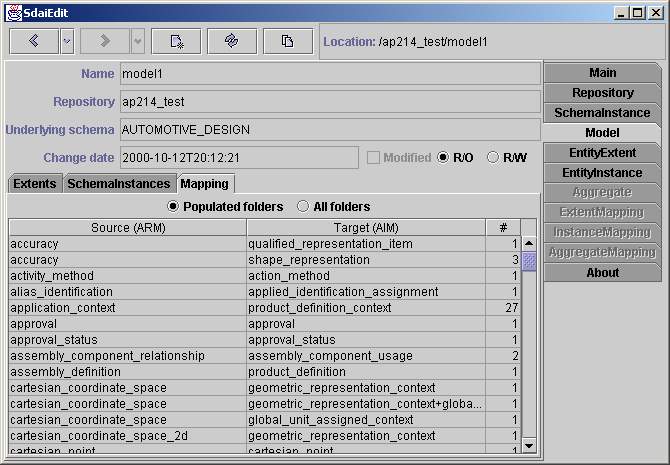 SdaiEdit
Location: /ap214_test/model1
Name model1
Repository ap214_test
Underlying schema AUTOMOTIVE_DESIGN
Change date 2000-10-12T20:12:21 Modified R/O R/W
Extents SchemaInstances Mapping
Populated folders All folders
Source (ARM) Target (AIM) #
accuracy qualified_representation_item 1
accuracy shape_representation 3
activity_method action_method 1
alias_identification applied_identification_assignment 1
application_context product_definition_context 27
approval approval 1
approval_status approval_status 1
assembly_component_relationship assembly_component_usage 2
assembly_definition product_definition 1
cartesian_coordinate_space geometric_representation_context 1
cartesian_coordinate_space geometric_representation_context+globa... 1
cartesian_coordinate_space global_unit_assigned_context 1
cartesian_coordinate_space_2d geometric_representation_context 1
cartesian_point cartesian_point 1
Main
Repository
SchemaInstance
Model
EntityExtent
EntityInstance
Aggregate
ExtentMapping
InstanceMapping
AggregateMapping
About